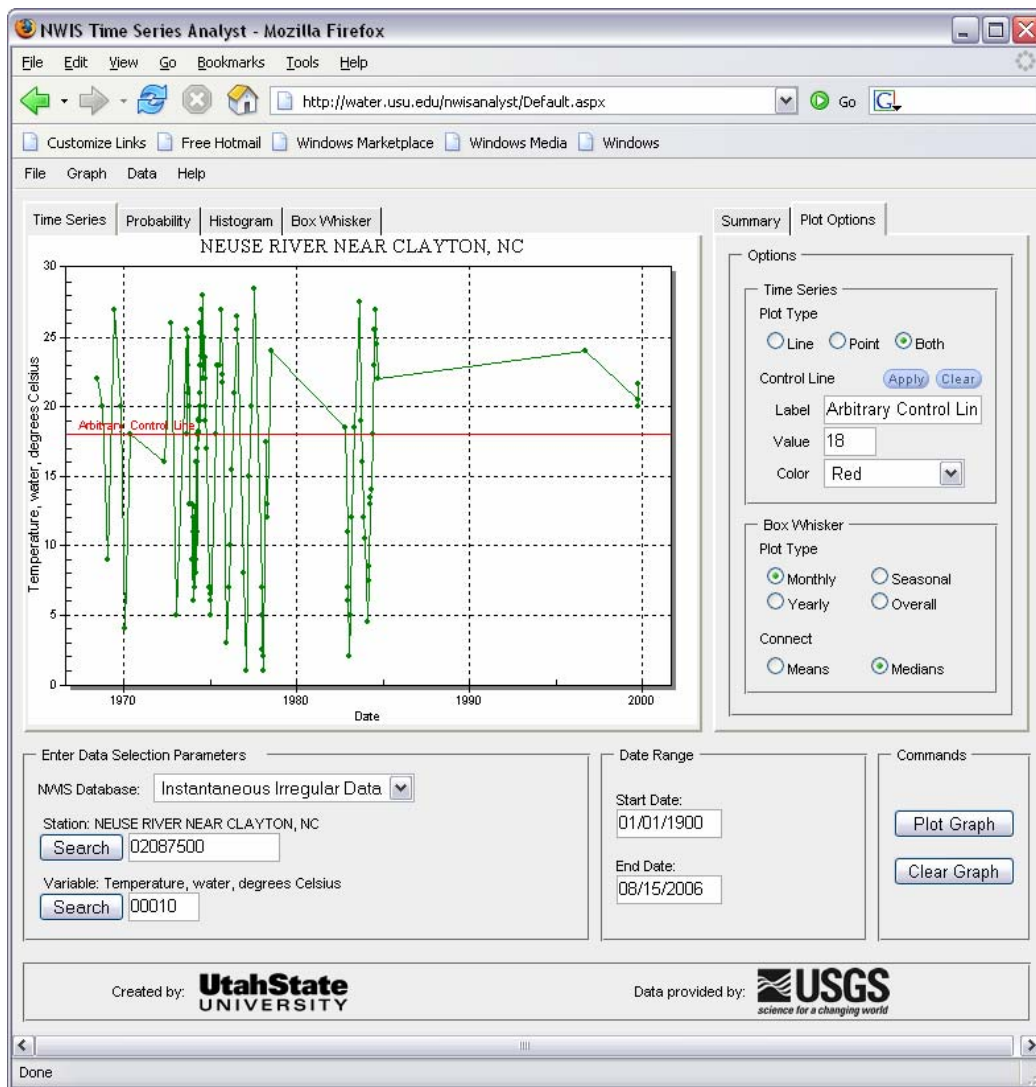 NWIS Time Series Analyst - Mozilla Firefox
File Edit View Go Bookmarks Tools Help
http://water.usu.edu/nwisanalyst/Default.aspx Go
Customize Links Free Hotmail Windows Marketplace Windows Media Windows
File Graph Data Help
Time Series Probability Histogram Box Whisker
NEUSE RIVER NEAR CLAYTON, NC
30
25
20
15
10
5
0
Temperature, water, degrees Celsius
Arbitrary Control Line
1970 1980 1990 2000
Date
Summary Plot Options
Options
Time Series
Plot Type
Line Point Both
Control Line Apply Clear
Label Arbitrary Control Lin
Value 18
Color Red
Box Whisker
Plot Type
Monthly Seasonal
Yearly Overall
Connect
Means Medians
Enter Data Selection Parameters
NWIS Database: Instantaneous Irregular Data
Station: NEUSE RIVER NEAR CLAYTON, NC
Search 02087500
Variable: Temperature, water, degrees Celsius
Search 00010
Date Range
Start Date:
01/01/1900
End Date:
08/15/2006
Commands
Plot Graph
Clear Graph
Created by: UtahState
UNIVERSITY
Data provided by: USGS
science for a changing world
Done